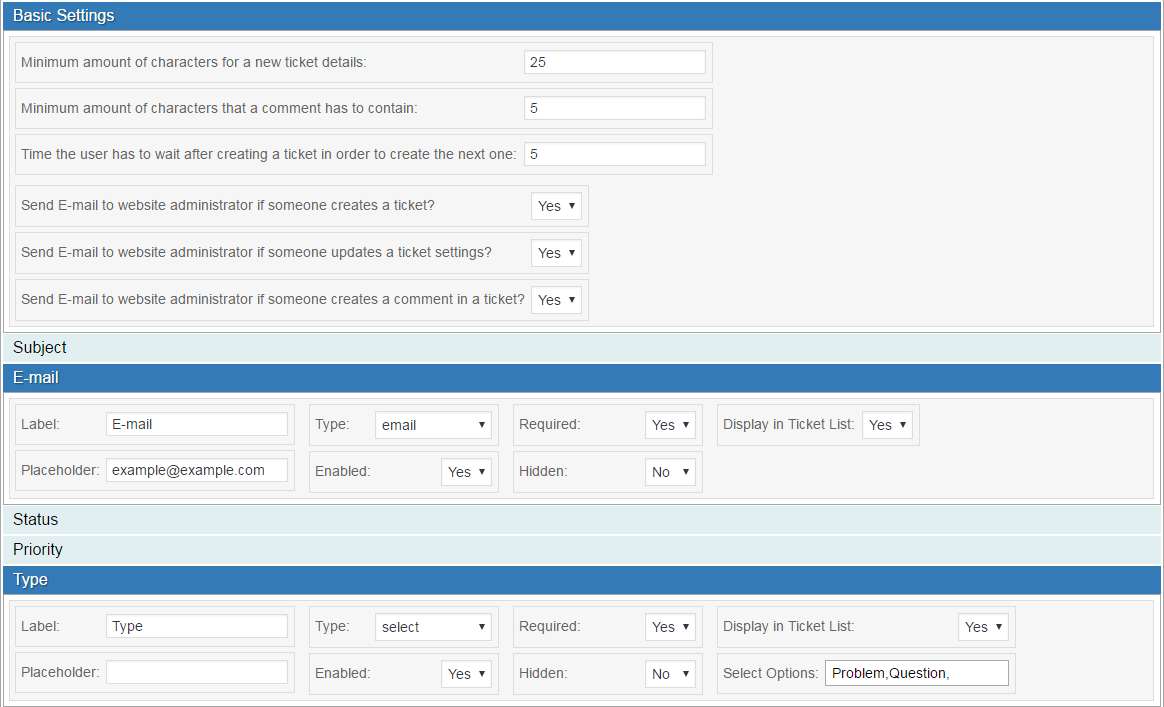 Basic Settings
Minimum amount of characters for a new ticket details: 25
Minimum amount of characters that a comment has to contain: 5
Time the user has to wait after creating a ticket in order to create the next one: 5
Send E-mail to website administrator if someone creates a ticket? Yes
Send E-mail to website administrator if someone updates a ticket settings? Yes
Send E-mail to website administrator if someone creates a comment in a ticket? Yes
Subject
E-mail
Label: E-mail Type: email Required: Yes Display in Ticket List: Yes
Placeholder: example@example.com Enabled: Yes Hidden: No
Status
Priority
Type
Label: Type Type: select Required: Yes Display in Ticket List: Yes
Placeholder: Enabled: Yes Hidden: No Select Options: Problem,Question,